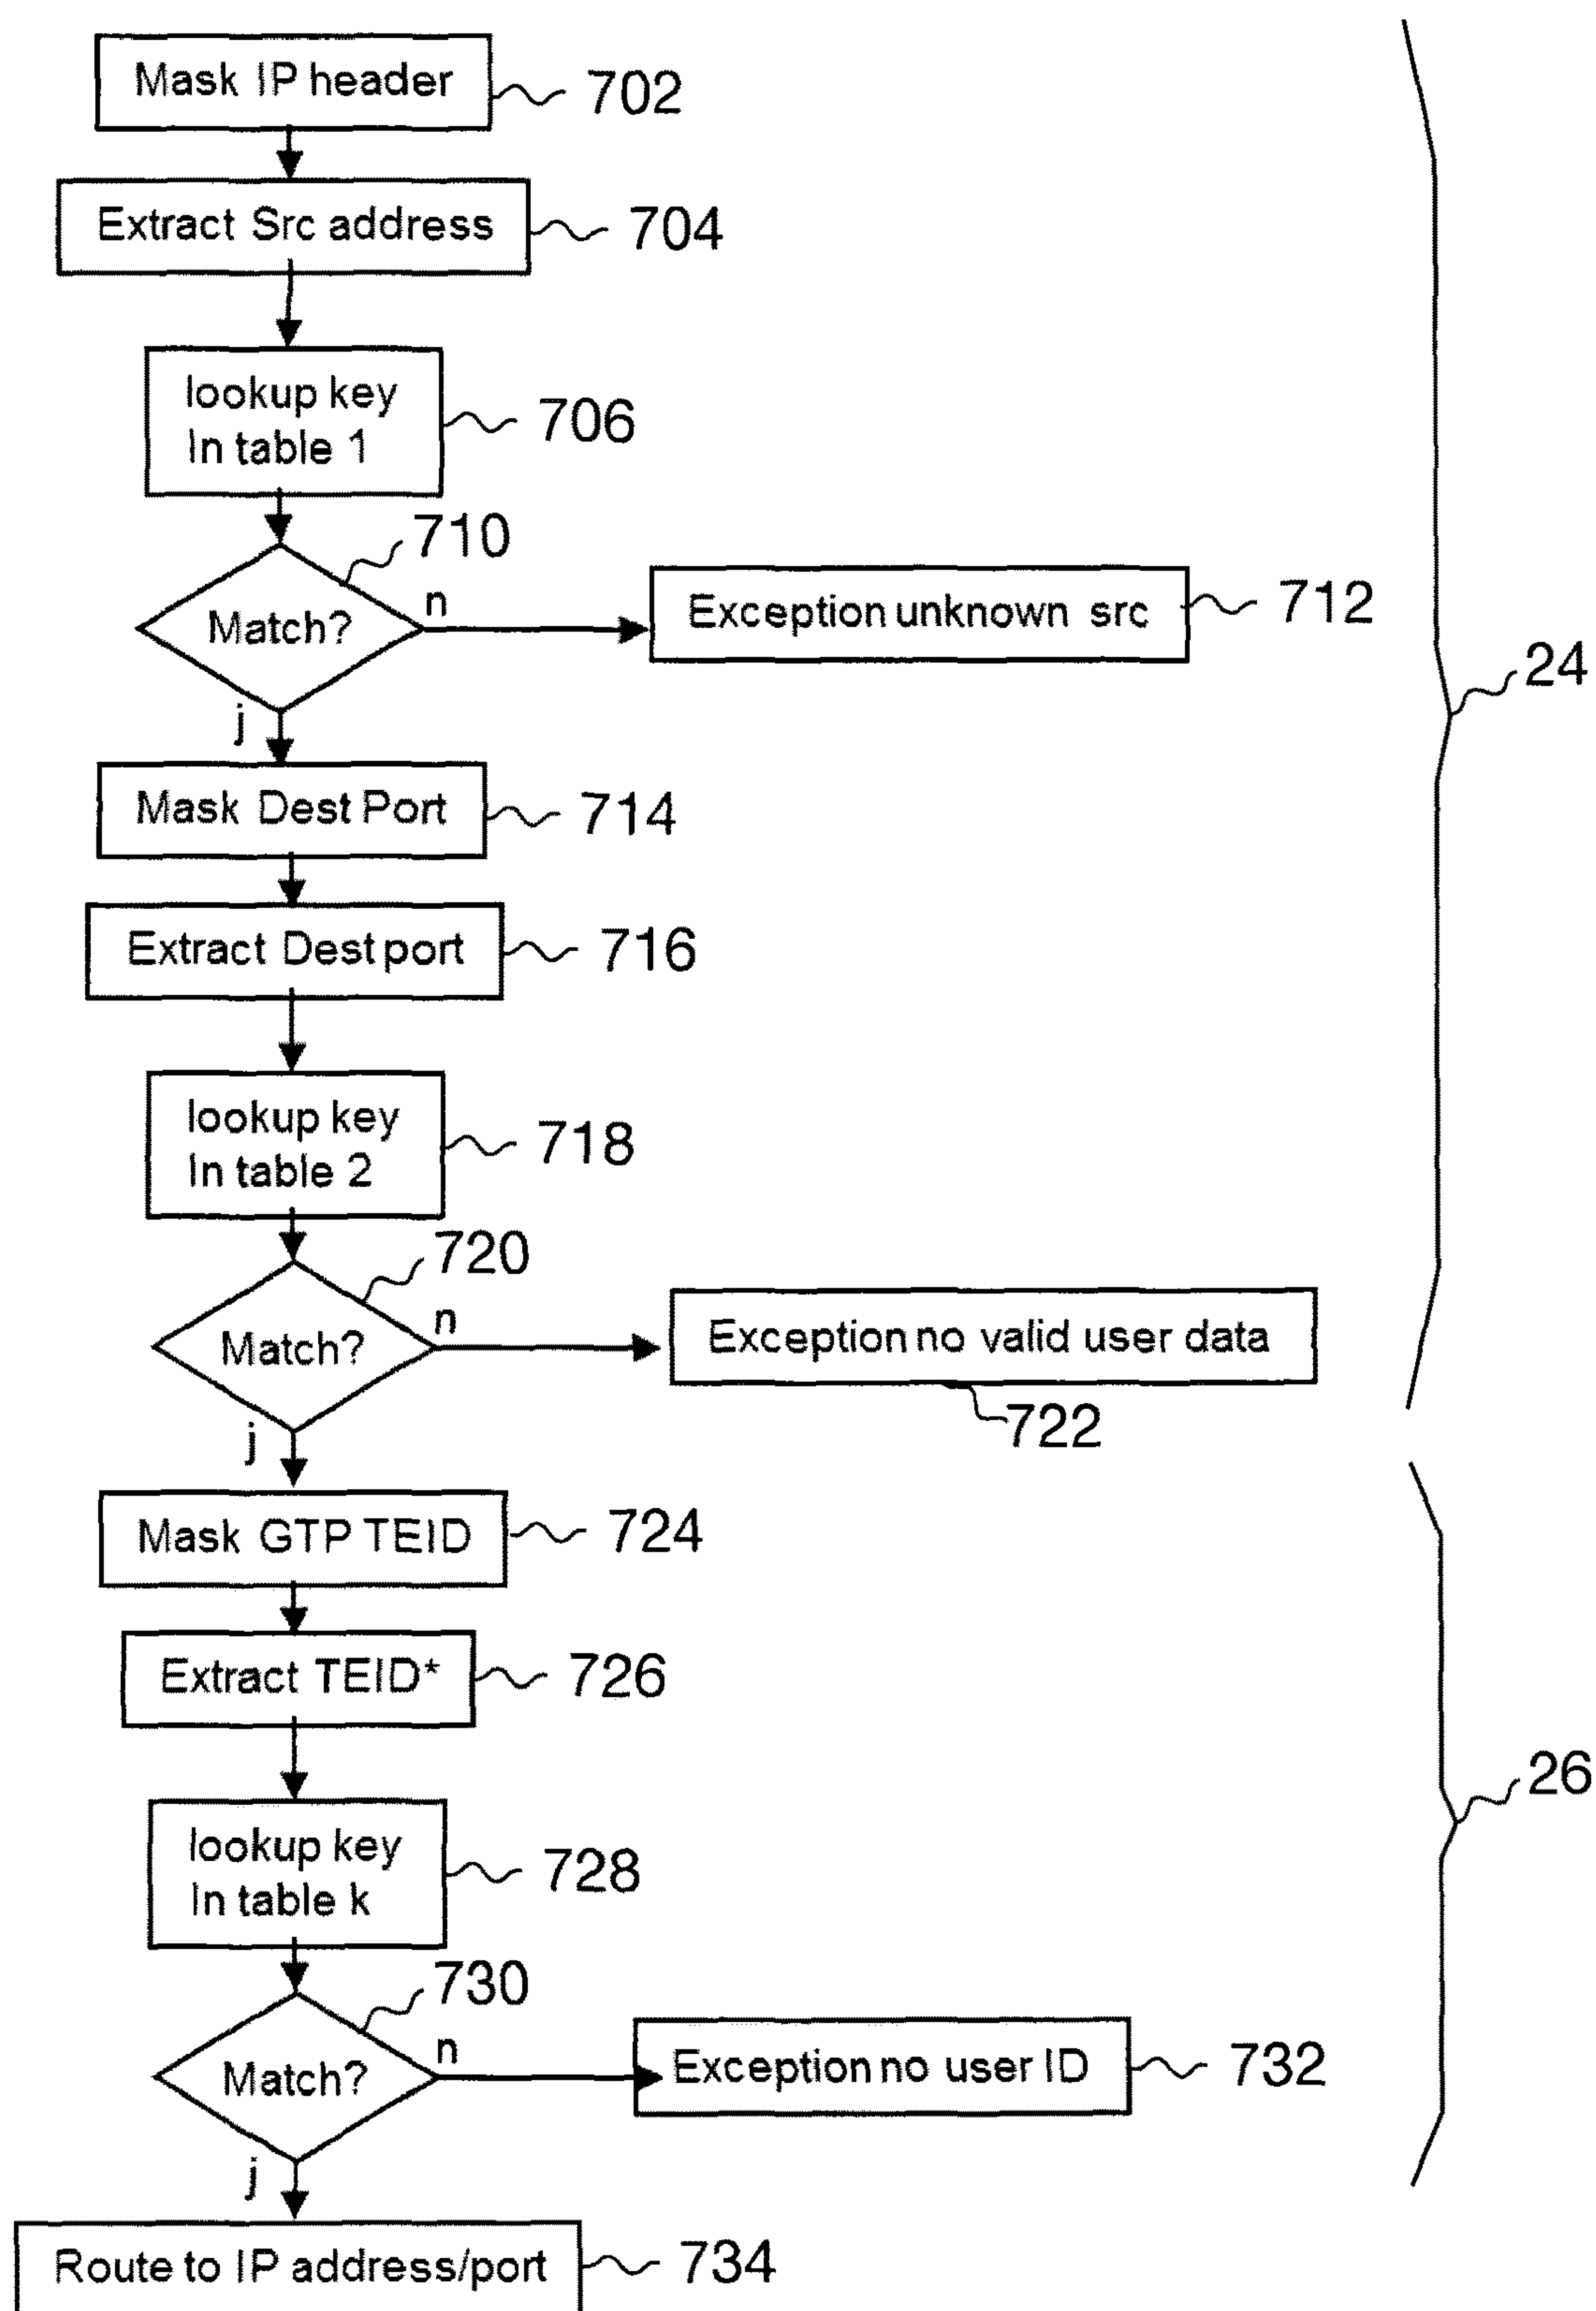 Mask IP header
702
Extract Src address
704
lookup key
In table 1
706
710
Match?
n
Exception unknown src
712
24
j
Mask Dest Port
714
Extract Dest port
716
lookup key
In table 2
718
720
Match?
n
Exception no valid user data
722
j
Mask GTP TEID
724
Extract TEID*
726
26
lookup key
In table k
728
730
Match?
n
Exception no user ID
732
j
Route to IP address/port
734